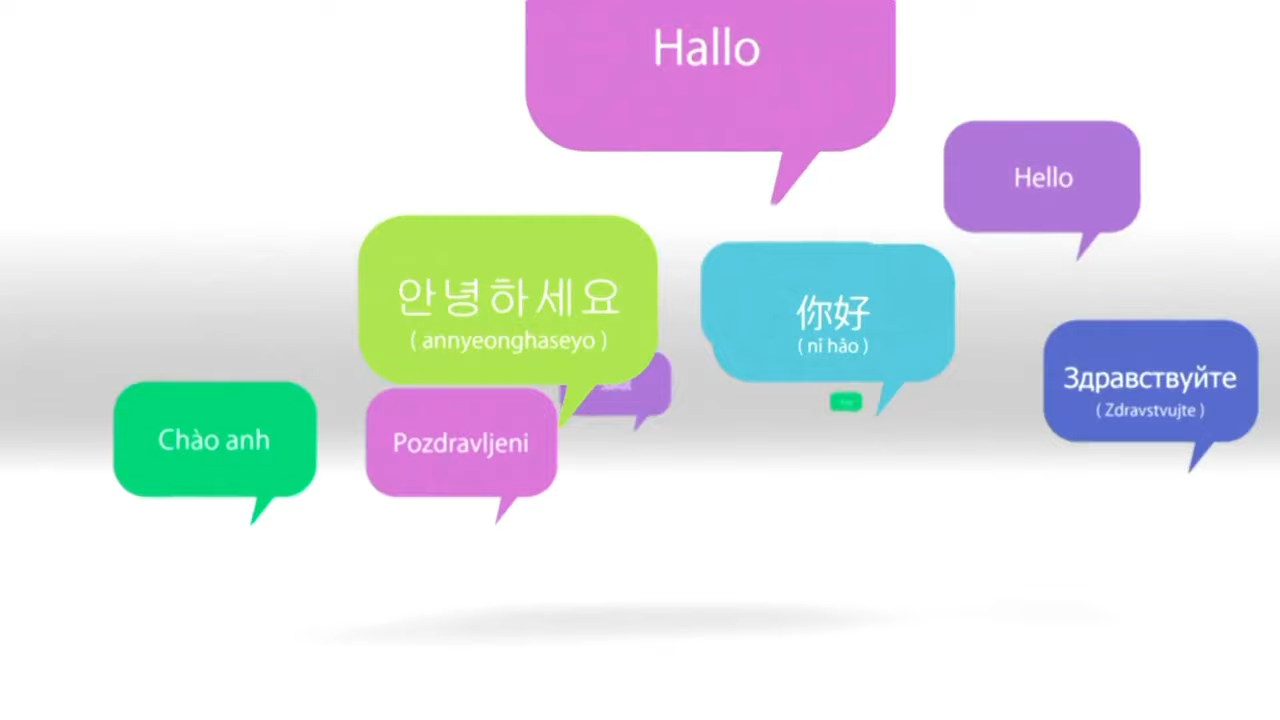 Hallo
Hello
안녕하세요
( annyeonghaseyo )
你好
( nǐ hǎo )
Здравствуйте
( Zdravstvujte )
Chào anh
Pozdravljeni